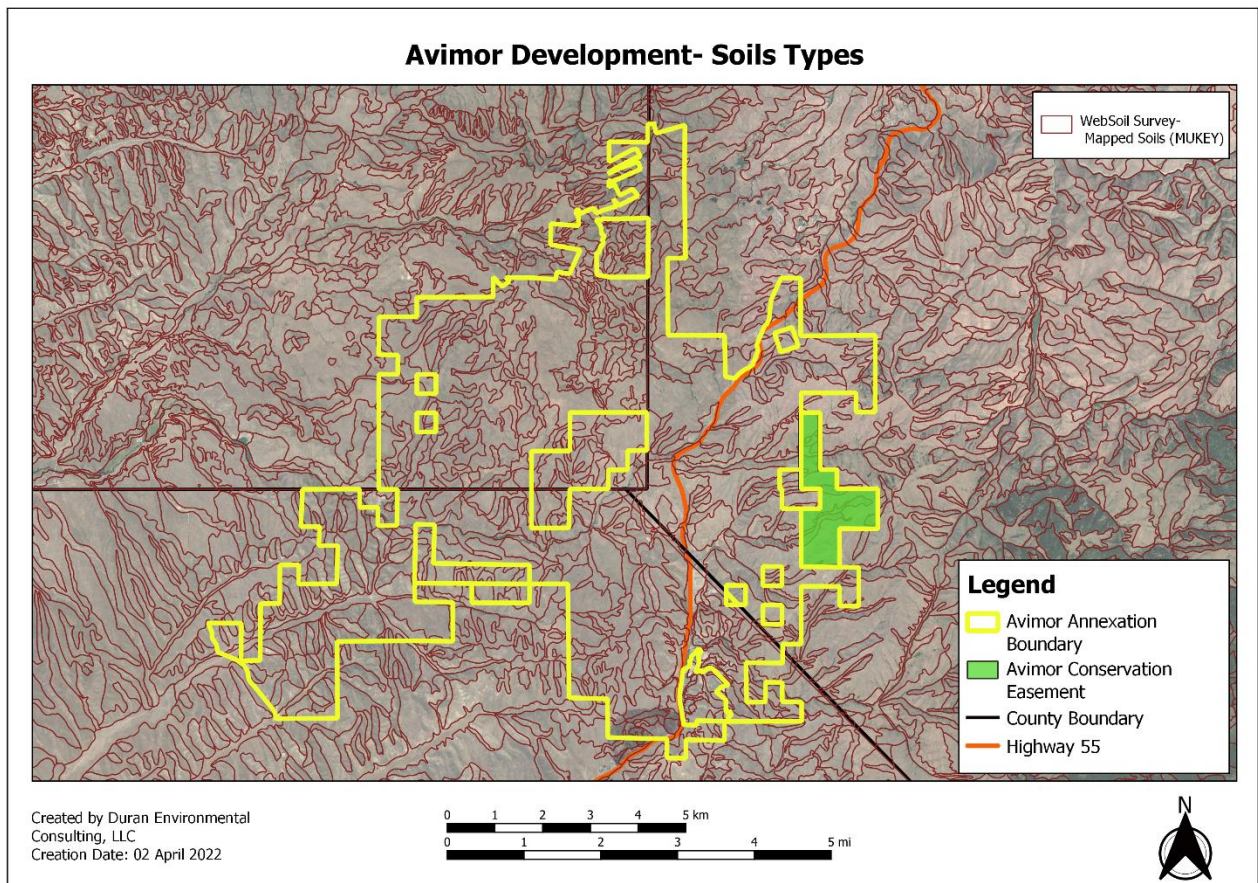 Avimor Development- Soils Types
WebSoil Survey-
Mapped Soils (MUKEY)
Legend
Avimor Annexation
Boundary
Avimor Conservation
Easement
County Boundary
Highway 55
Created by Duran Environmental
Consulting, LLC
Creation Date: 02 April 2022
0 1 2 3 4 5 km
0 1 2 3 4 5 mi
N